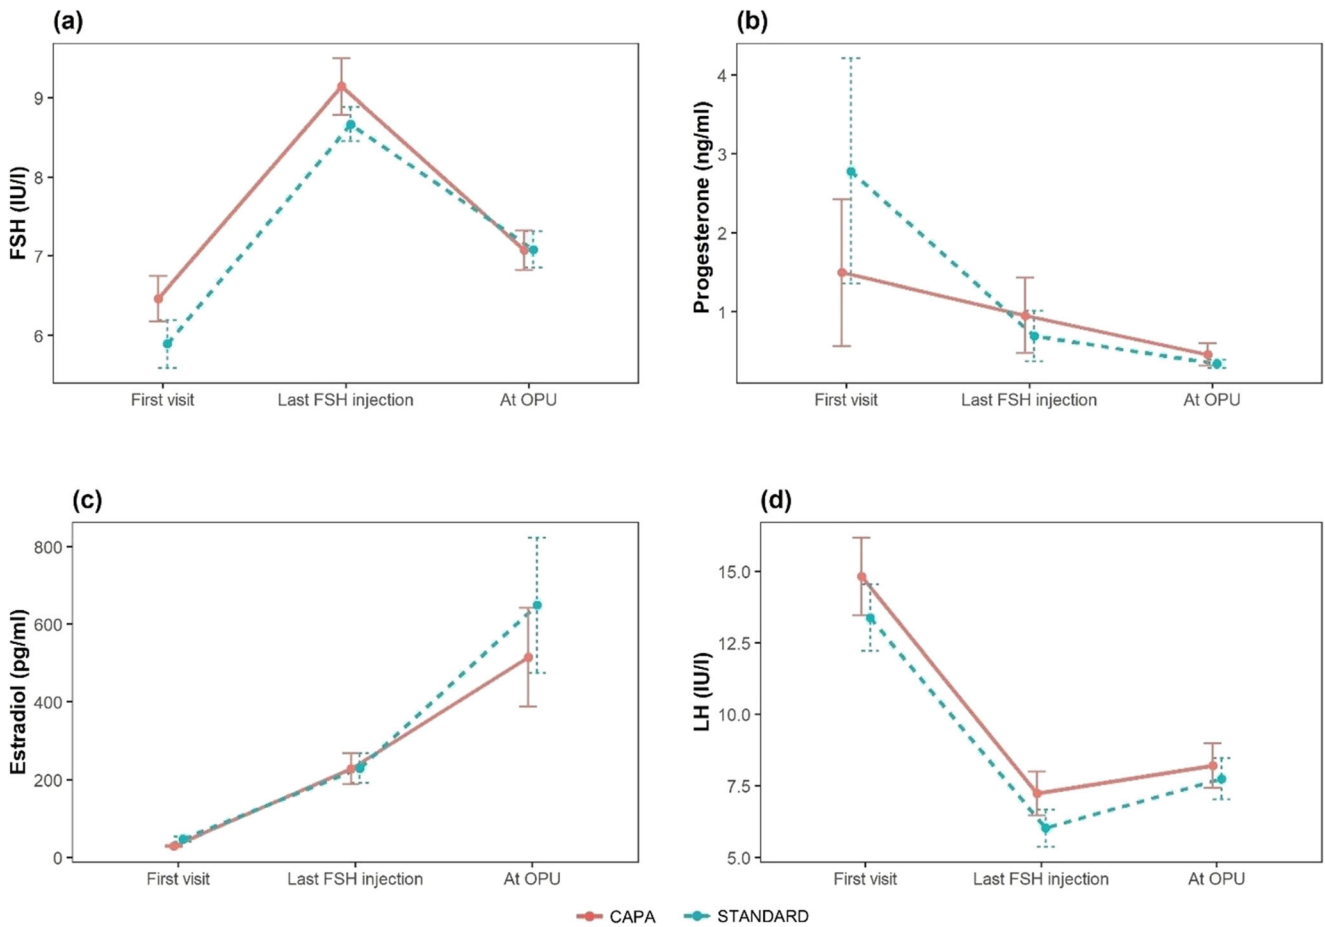 (a)
FSH (IU/l)
9
8
7
6
First visit
Last FSH injection
At OPU
(b)
Progesterone (ng/ml)
4
3
2
1
First visit
Last FSH injection
At OPU
(c)
Estradiol (pg/ml)
800
600
400
200
0
First visit
Last FSH injection
At OPU
(d)
LH (IU/l)
15.0
12.5
10.0
7.5
5.0
First visit
Last FSH injection
At OPU
CAPA
STANDARD